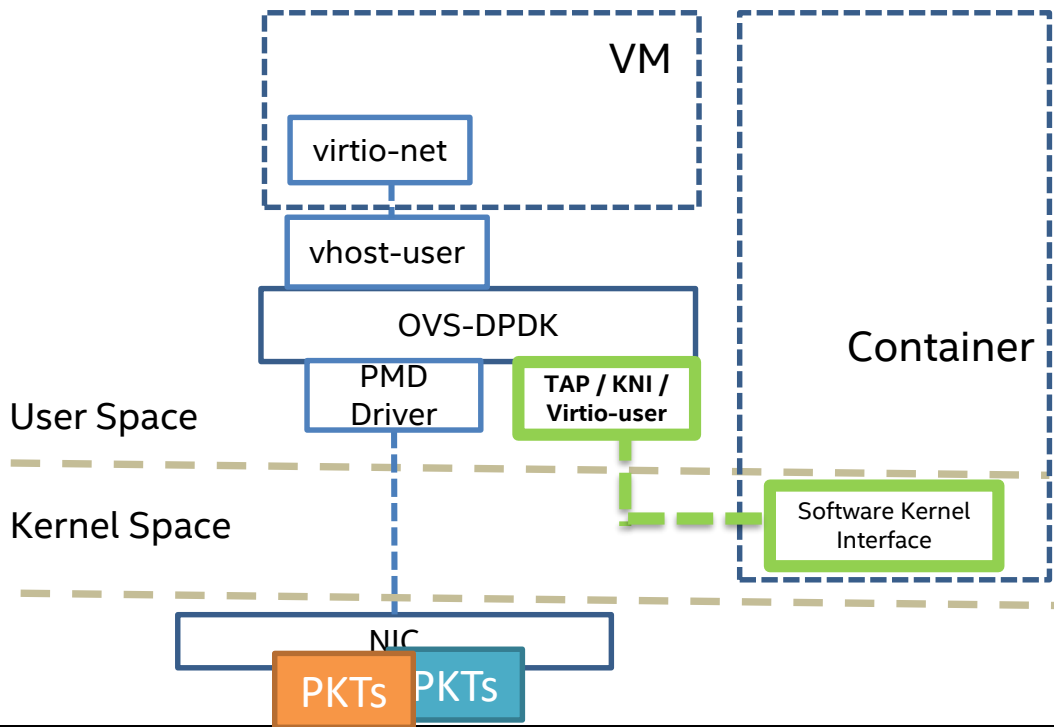 VM
virtio-net
vhost-user
OVS-DPDK
Container
PMD
Driver
TAP / KNI /
Virtio-user
User Space
Kernel Space
Software Kernel
Interface
NIC
PKTs
PKTs